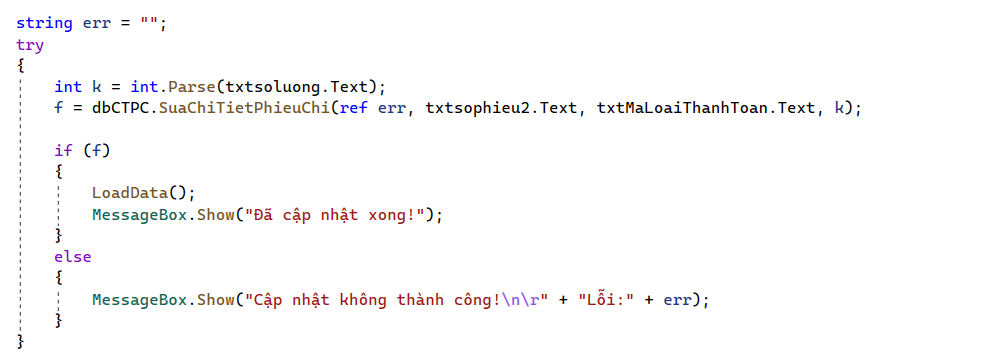 string err = "";
try
{
int k = int.Parse(txtsoluong.Text);
f = dbCTPC.SuaChiTietPhieuChi(ref err, txtsophieu2.Text, txtMaLoaiThanhToan.Text, k);
if (f)
{
LoadData();
MessageBox.Show("Đã cập nhật xong!");
}
else
{
MessageBox.Show("Cập nhật không thành công!\n\r" + "Lỗi:" + err);
}
}